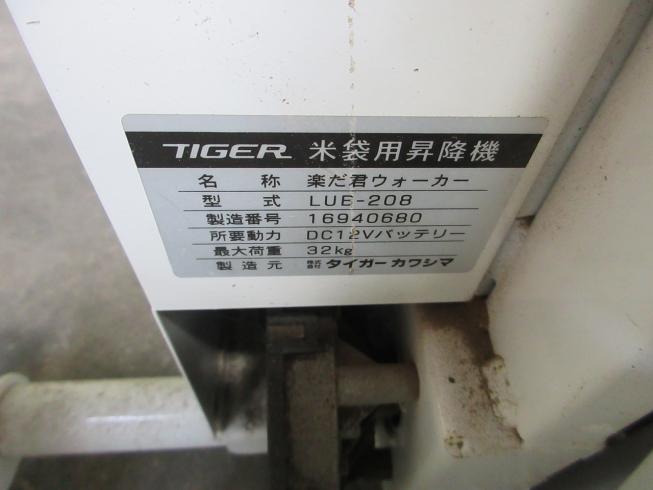 TIGER 米袋用昇降機
名称 楽だ君ウォーカー
型式 LUE-208
製造番号 16940680
所要動力 DC12Vバッテリー
最大荷重 32kg
製造元 株式会社 タイガーカワシマ